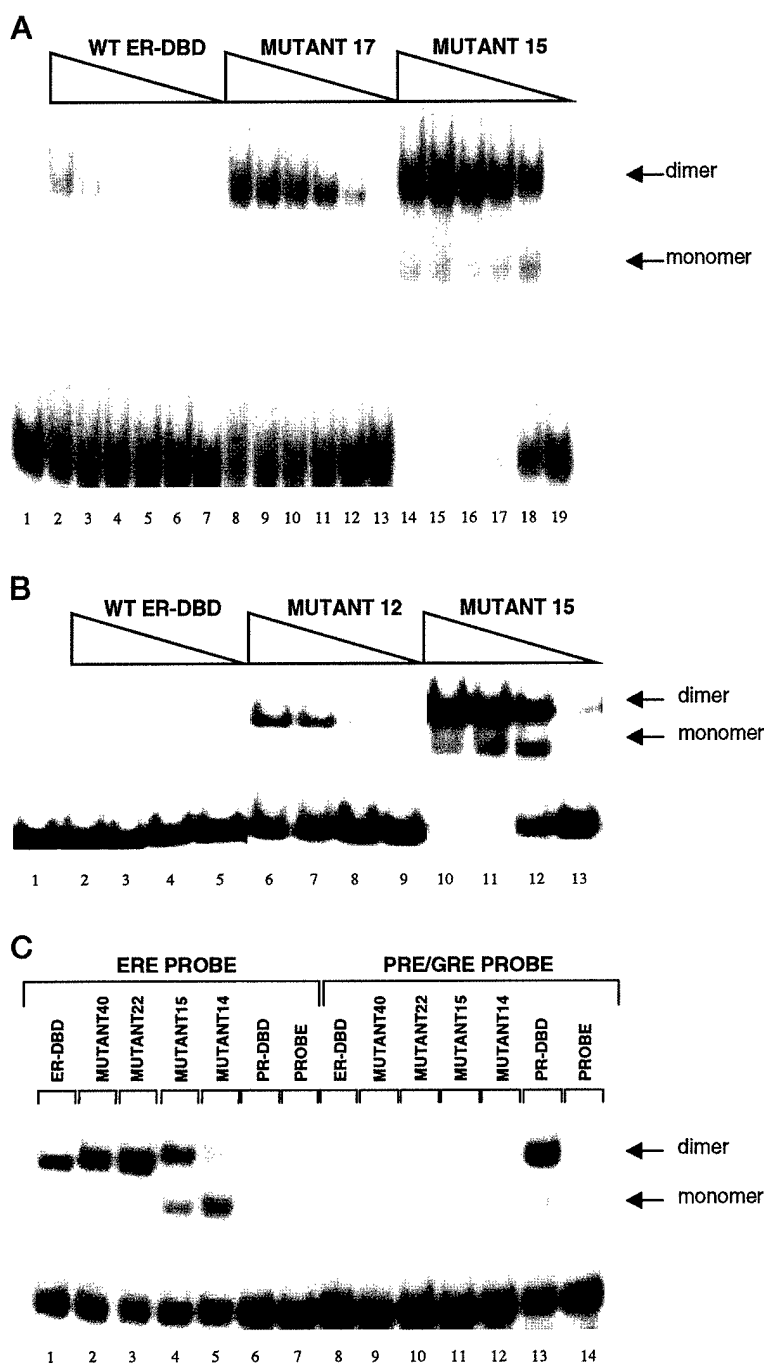 A
WT ER-DBD MUTANT 17 MUTANT 15
dimer
monomer
1 2 3 4 5 6 7 8 9 10 11 12 13 14 15 16 17 18 19
B
WT ER-DBD MUTANT 12 MUTANT 15
dimer
monomer
1 2 3 4 5 6 7 8 9 10 11 12 13
C
ERE PROBE PRE/GRE PROBE
ER-DBD MUTANT40 MUTANT22 MUTANT15 MUTANT14 PR-DBD PROBE ER-DBD MUTANT40 MUTANT22 MUTANT15 MUTANT14 PR-DBD PROBE
dimer
monomer
1 2 3 4 5 6 7 8 9 10 11 12 13 14